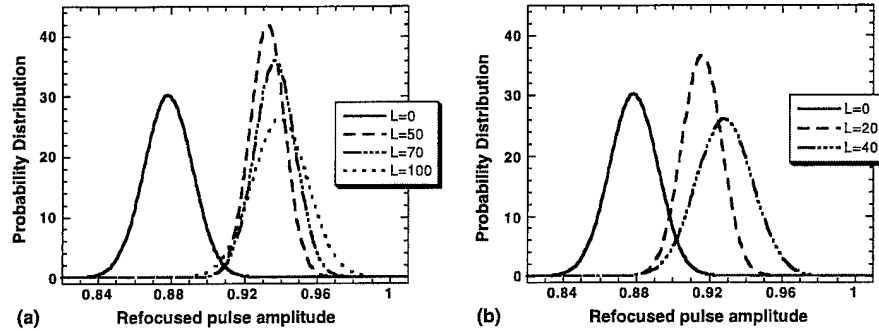 40
30
20
10
0
Probability Distribution
L=0
L=50
L=70
L=100
0.84 0.88 0.92 0.96 1
(a) Refocused pulse amplitude
(b)
40
30
20
10
0
Probability Distribution
L=0
L=20
L=40
0.84 0.88 0.92 0.96 1
Refocused pulse amplitude